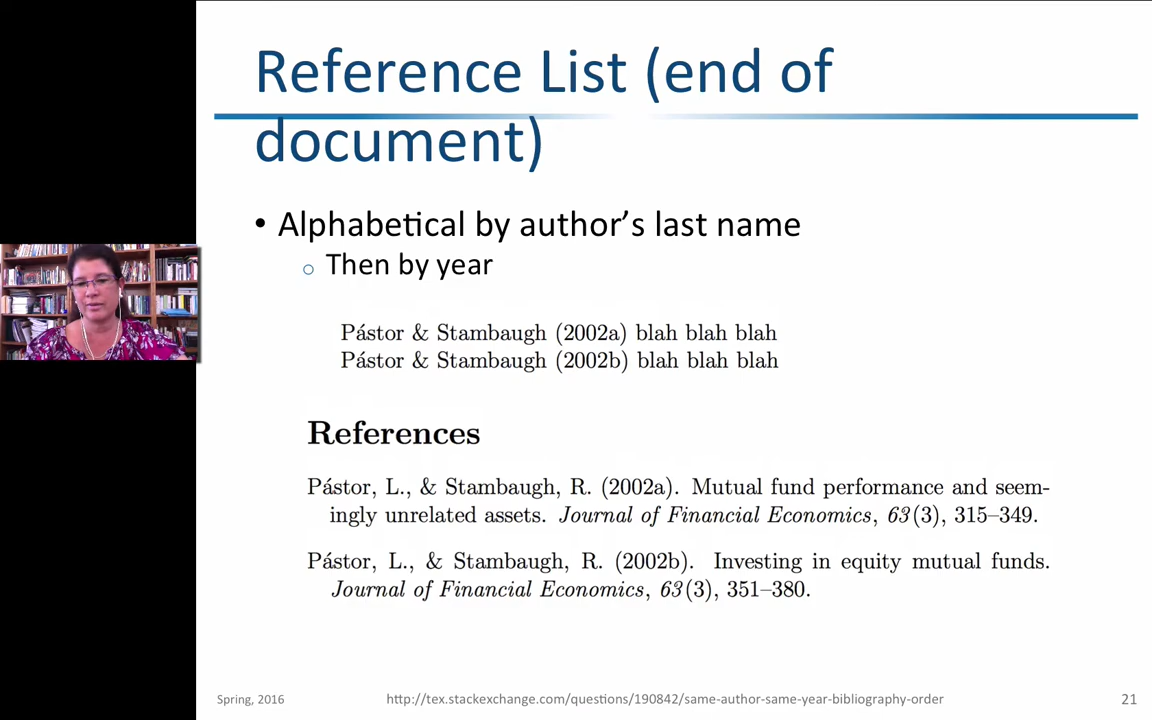 Reference List (end of
document)
• Alphabetical by author’s last name
○ Then by year
Pástor & Stambaugh (2002a) blah blah blah
Pástor & Stambaugh (2002b) blah blah blah
References
Pástor, L., & Stambaugh, R. (2002a). Mutual fund performance and seem-
ingly unrelated assets. Journal of Financial Economics, 63(3), 315–349.
Pástor, L., & Stambaugh, R. (2002b). Investing in equity mutual funds.
Journal of Financial Economics, 63(3), 351–380.
Spring, 2016
http://tex.stackexchange.com/questions/190842/same-author-same-year-bibliography-order
21